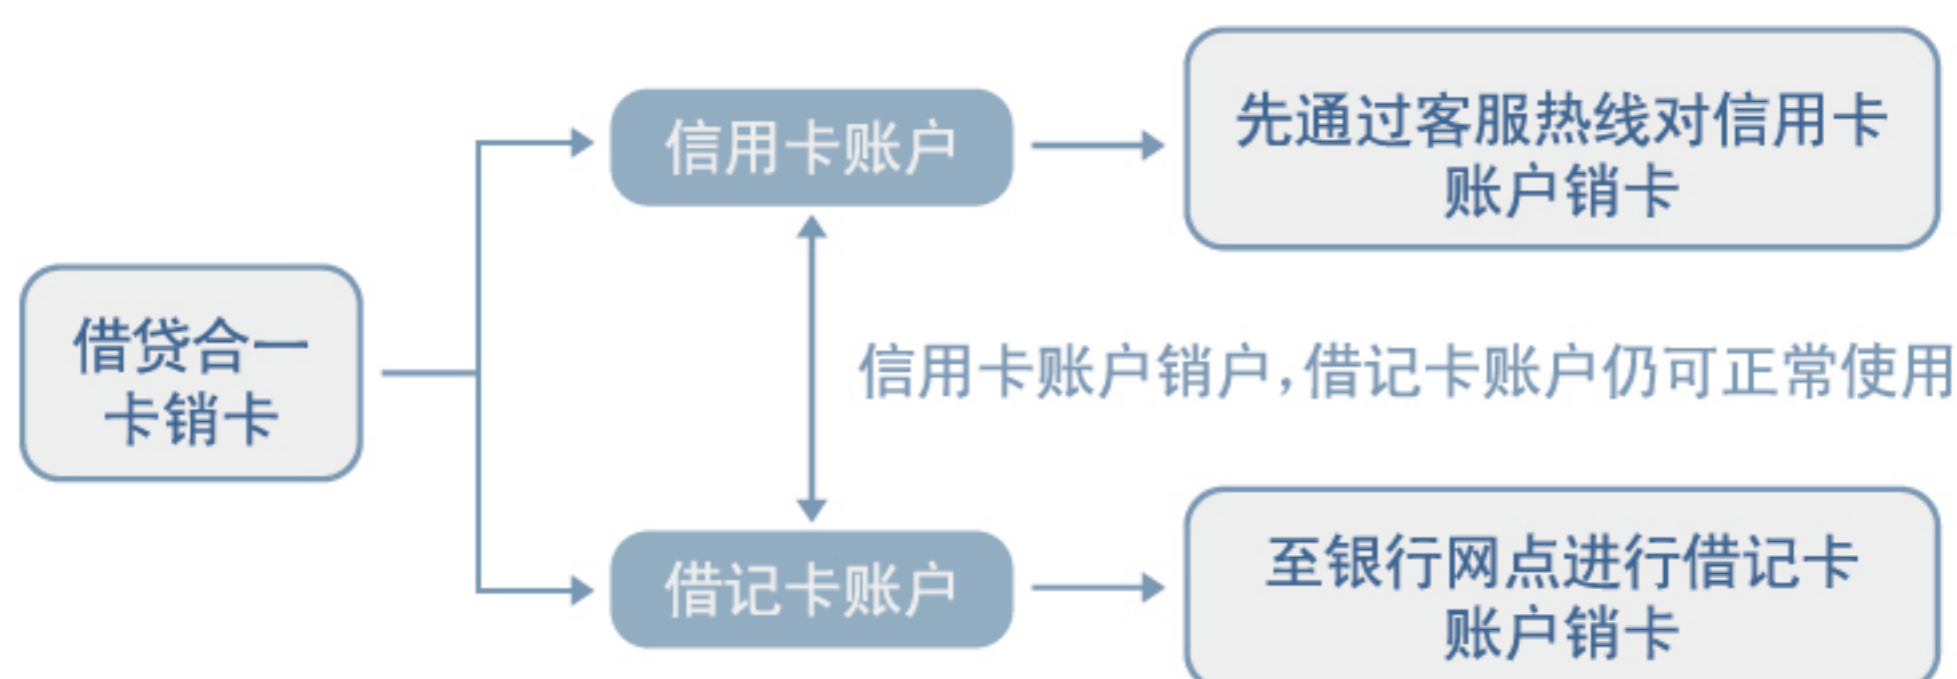 借贷合一
卡销卡
信用卡账户
先通过客服热线对信用卡
账户销卡
信用卡账户销户,借记卡账户仍可正常使用
借记卡账户
至银行网点进行借记卡
账户销卡